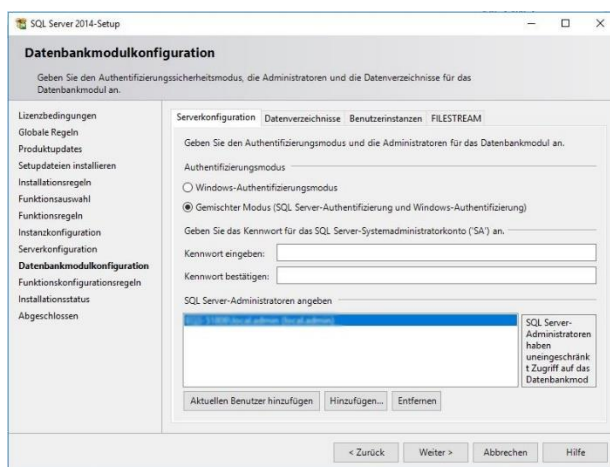 SQL Server 2014-Setup
Datenbankmodulkonfiguration
Geben Sie den Authentifizierungssicherheitsmodus, die Administratoren und die Datenverzeichnisse für das
Datenbankmodul an.
Lizenzbedingungen
Globale Regeln
Produktupdates
Setupdateien installieren
Installationsregeln
Funktionsauswahl
Funktionsregeln
Instanzkonfiguration
Serverkonfiguration
Datenbankmodulkonfiguration
Funktionskonfigurationsregeln
Installationsstatus
Abgeschlossen
Serverkonfiguration Datenverzeichnisse Benutzerinstanzen FILESTREAM
Geben Sie den Authentifizierungsmodus und die Administratoren für das Datenbankmodul an.
Authentifizierungsmodus
Windows-Authentifizierungsmodus
Gemischter Modus (SQL Server-Authentifizierung und Windows-Authentifizierung)
Geben Sie das Kennwort für das SQL Server-Systemadministratorkonto ('SA') an.
Kennwort eingeben:
Kennwort bestätigen:
SQL Server-Administratoren angeben
SQL Server-
Administratoren
haben
uneingeschränk
t Zugriff auf das
Datenbankmod
Aktuellen Benutzer hinzufügen Hinzufügen... Entfernen
< Zurück Weiter > Abbrechen Hilfe